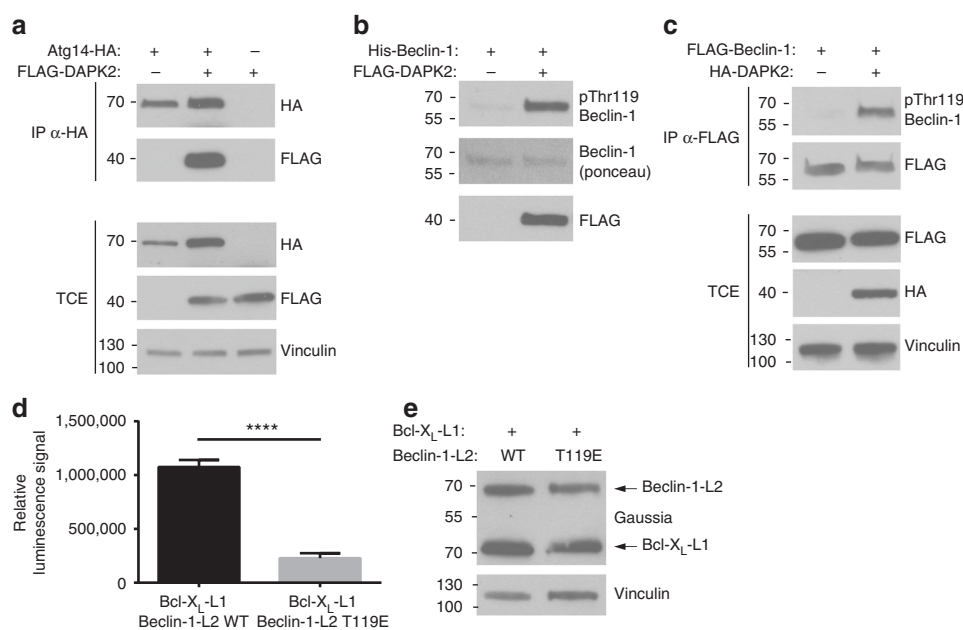 a
Atg14-HA: + + –
FLAG-DAPK2: – + +
IP α-HA
70 - HA
40 - FLAG
TCE
70 - HA
40 - FLAG
130 -
100 -
Vinculin
b
His-Beclin-1: + +
FLAG-DAPK2: – +
70 -
55 -
pThr119
Beclin-1
70 -
55 -
Beclin-1
(ponceau)
40 - FLAG
c
FLAG-Beclin-1: + +
HA-DAPK2: – +
IP α-FLAG
70 -
55 -
pThr119
Beclin-1
70 -
55 -
FLAG
TCE
70 -
55 -
FLAG
40 - HA
130 -
100 -
Vinculin
d
Relative
luminescence signal
1,500,000
1,000,000
500,000
0
****
Bcl-XL-L1
Beclin-1-L2 WT
Bcl-XL-L1
Beclin-1-L2 T119E
e
Bcl-XL-L1: + +
Beclin-1-L2: WT T119E
70 - ← Beclin-1-L2
55 - Gaussia
70 - ← Bcl-XL-L1
130 -
100 -
Vinculin